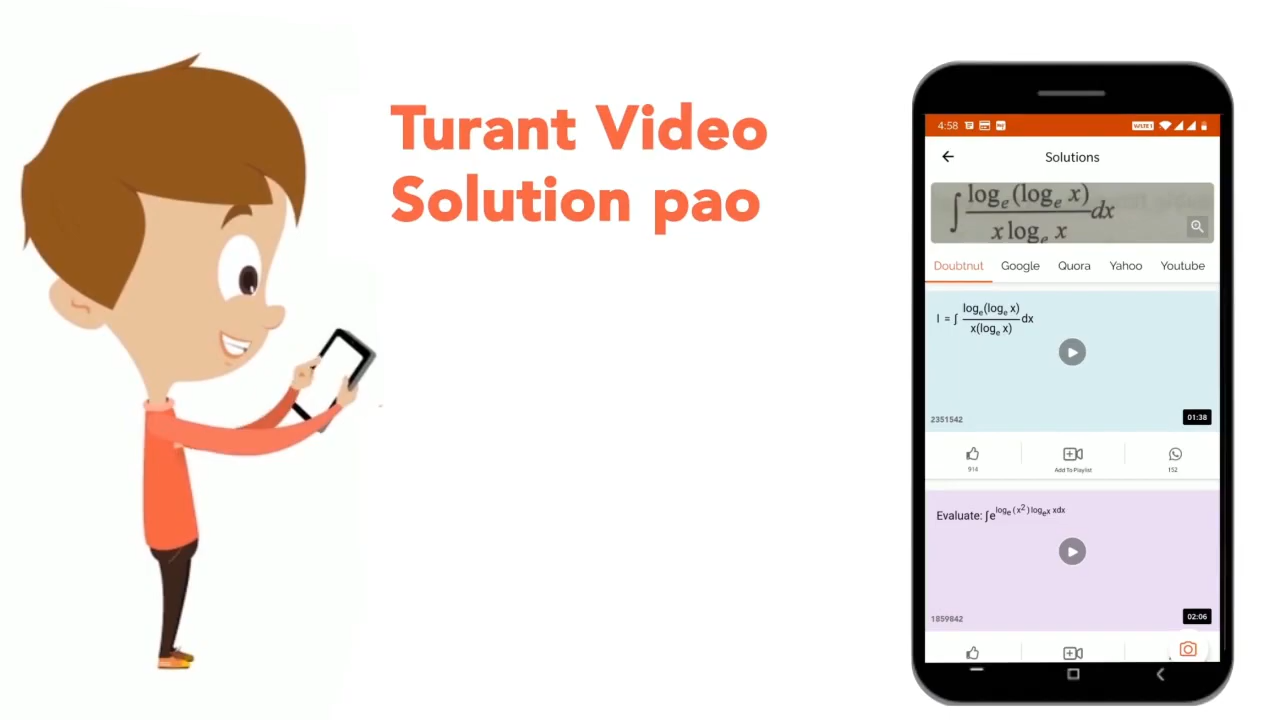 Turant Video
Solution pao
4:58
Solutions
∫ logₑ(logₑ x) / x logₑ x dx
Doubtnut Google Quora Yahoo Youtube
I = ∫ logₑ(logₑ x) / x(logₑ x) dx
2351542 01:38
914 Add To Playlist 152
Evaluate: ∫e^logₑ(x²)logₑx xdx
1859842 02:06